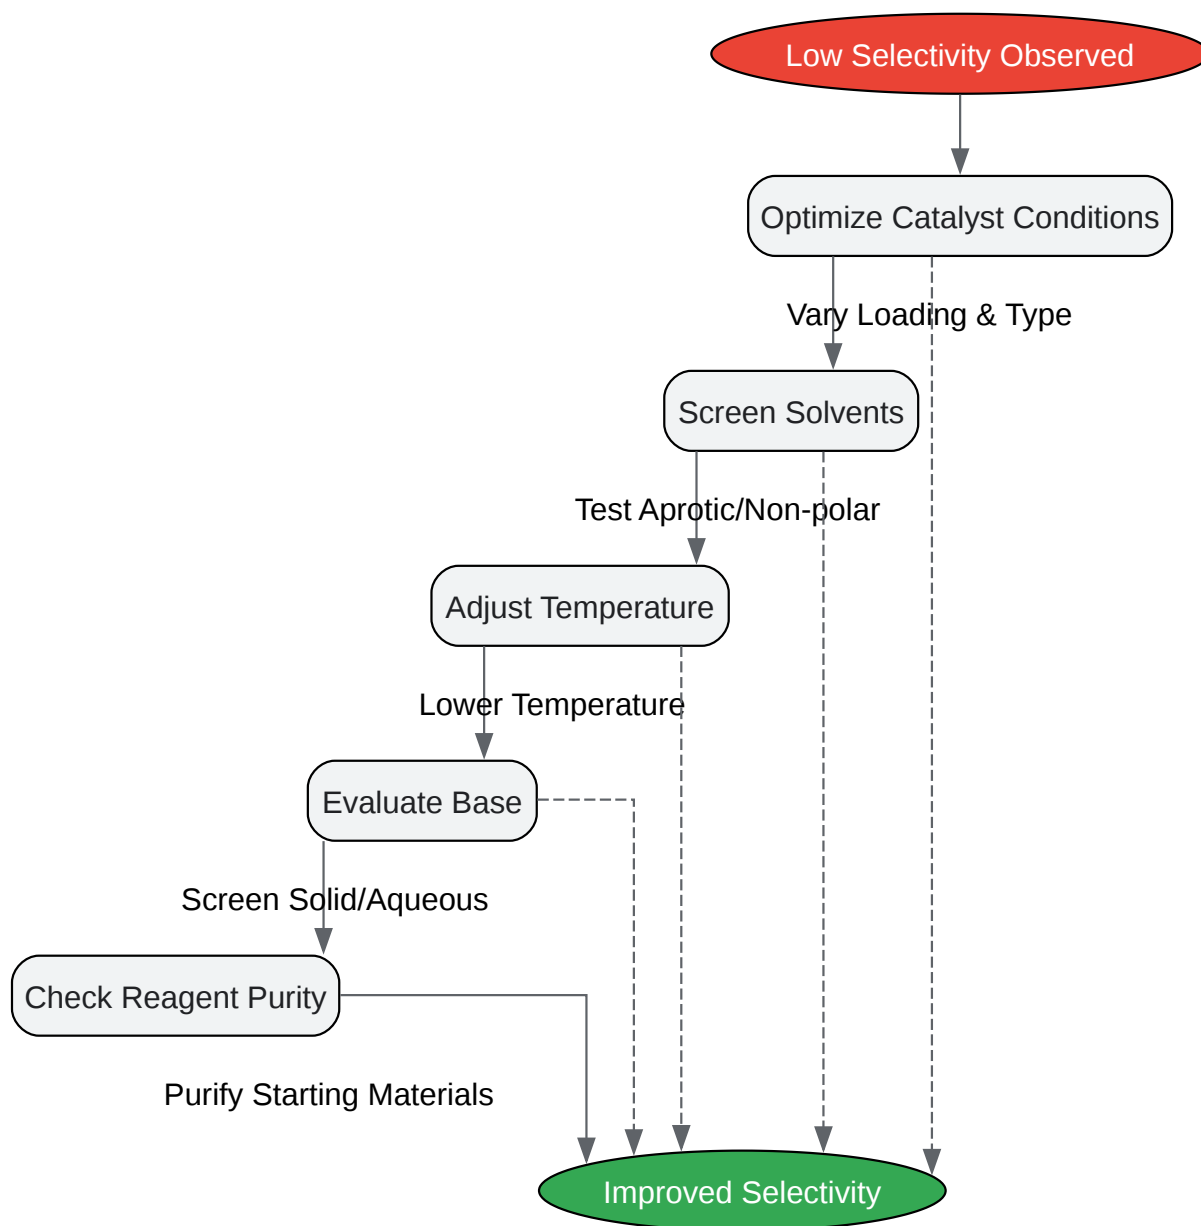 Low Selectivity Observed
Optimize Catalyst Conditions
Vary Loading & Type
Screen Solvents
Test Aprotic/Non-polar
Adjust Temperature
Lower Temperature
Evaluate Base
Screen Solid/Aqueous
Check Reagent Purity
Purify Starting Materials
Improved Selectivity